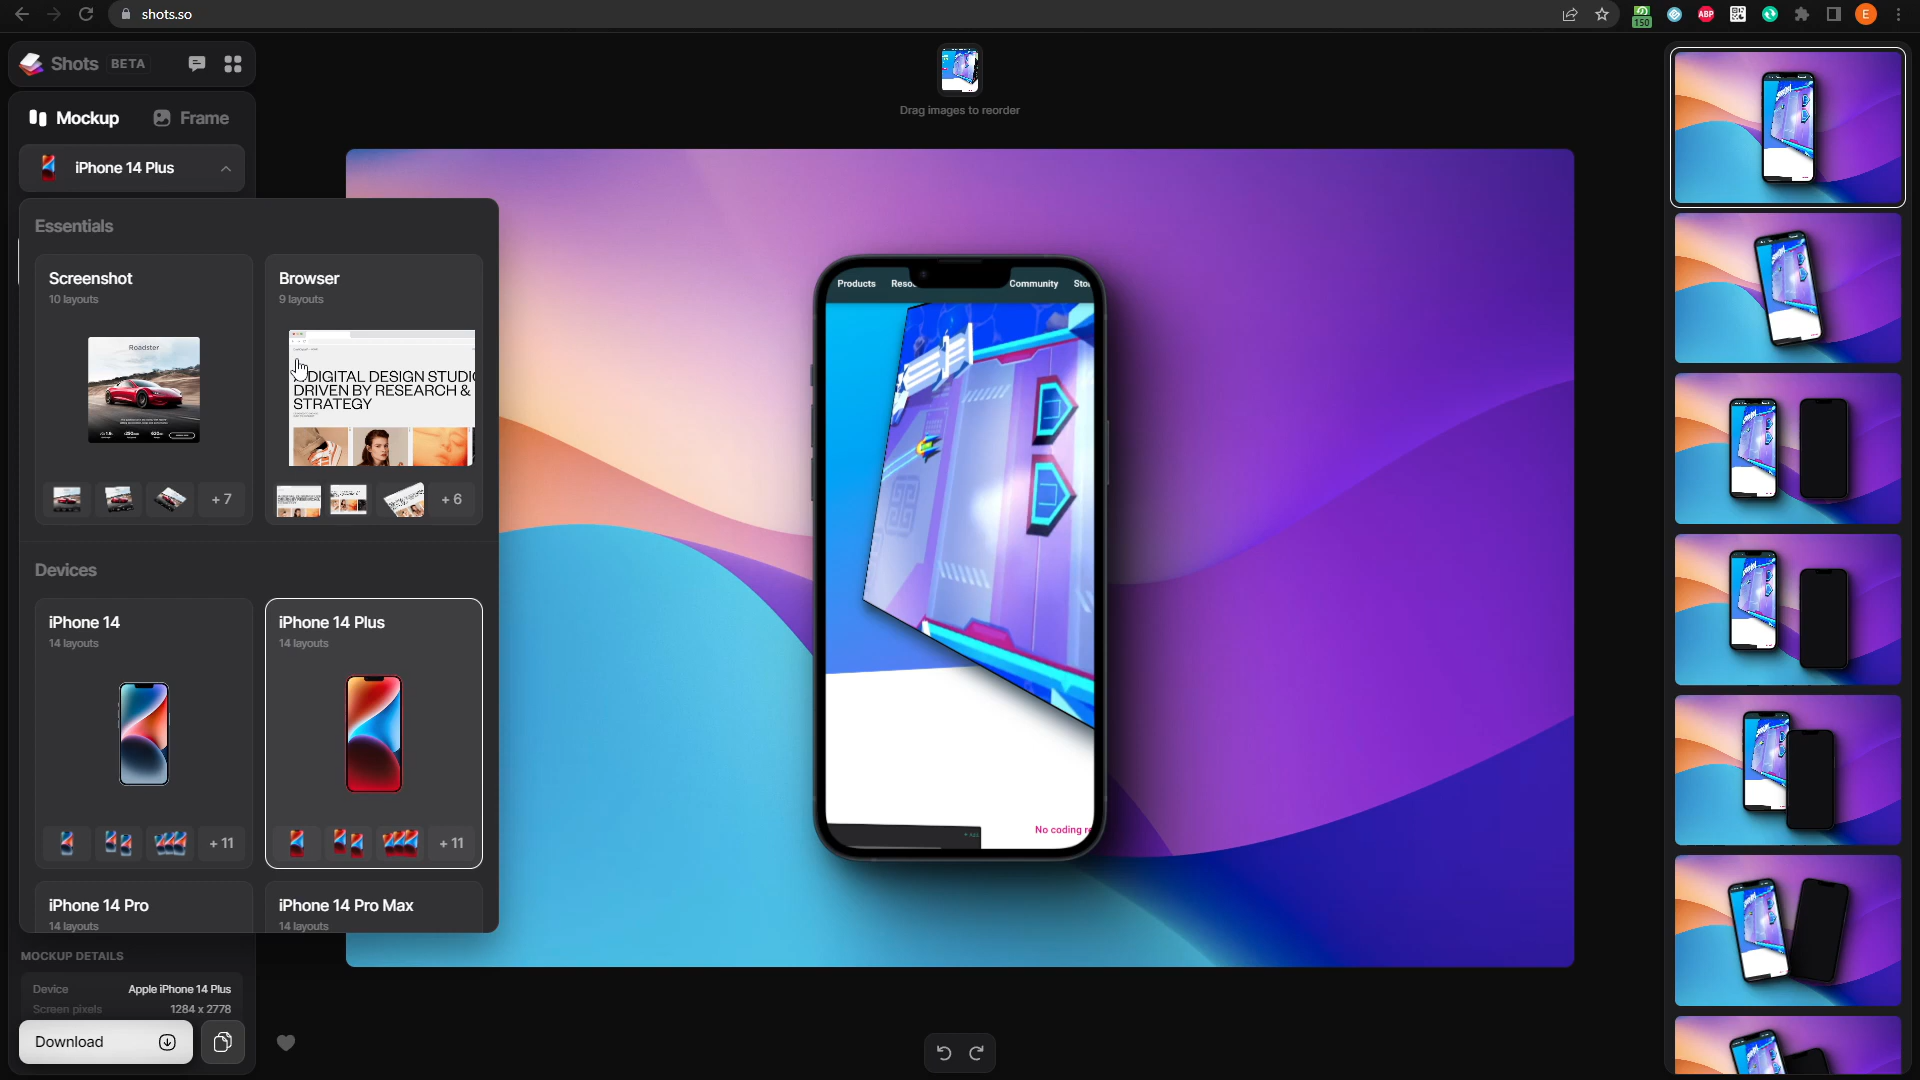 shots.so
150
ABP
E
Shots BETA
Mockup
Frame
iPhone 14 Plus
Drag images to reorder
Essentials
Screenshot
10 layouts
Roadster
+ 7
Browser
9 layouts
DIGITAL DESIGN STUDIO
DRIVEN BY RESEARCH &
STRATEGY
+ 6
Devices
iPhone 14
14 layouts
+ 11
iPhone 14 Plus
14 layouts
+ 11
iPhone 14 Pro
14 layouts
iPhone 14 Pro Max
14 layouts
Products
Community
No coding
MOCKUP DETAILS
Device
Apple iPhone 14 Plus
Screen pixels
1284 x 2778
Download